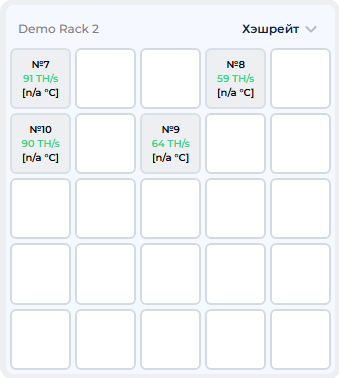 Demo Rack 2
Хэшрейт
№7
91 TH/s
[n/a °C]
№8
59 TH/s
[n/a °C]
№10
90 TH/s
[n/a °C]
№9
64 TH/s
[n/a °C]